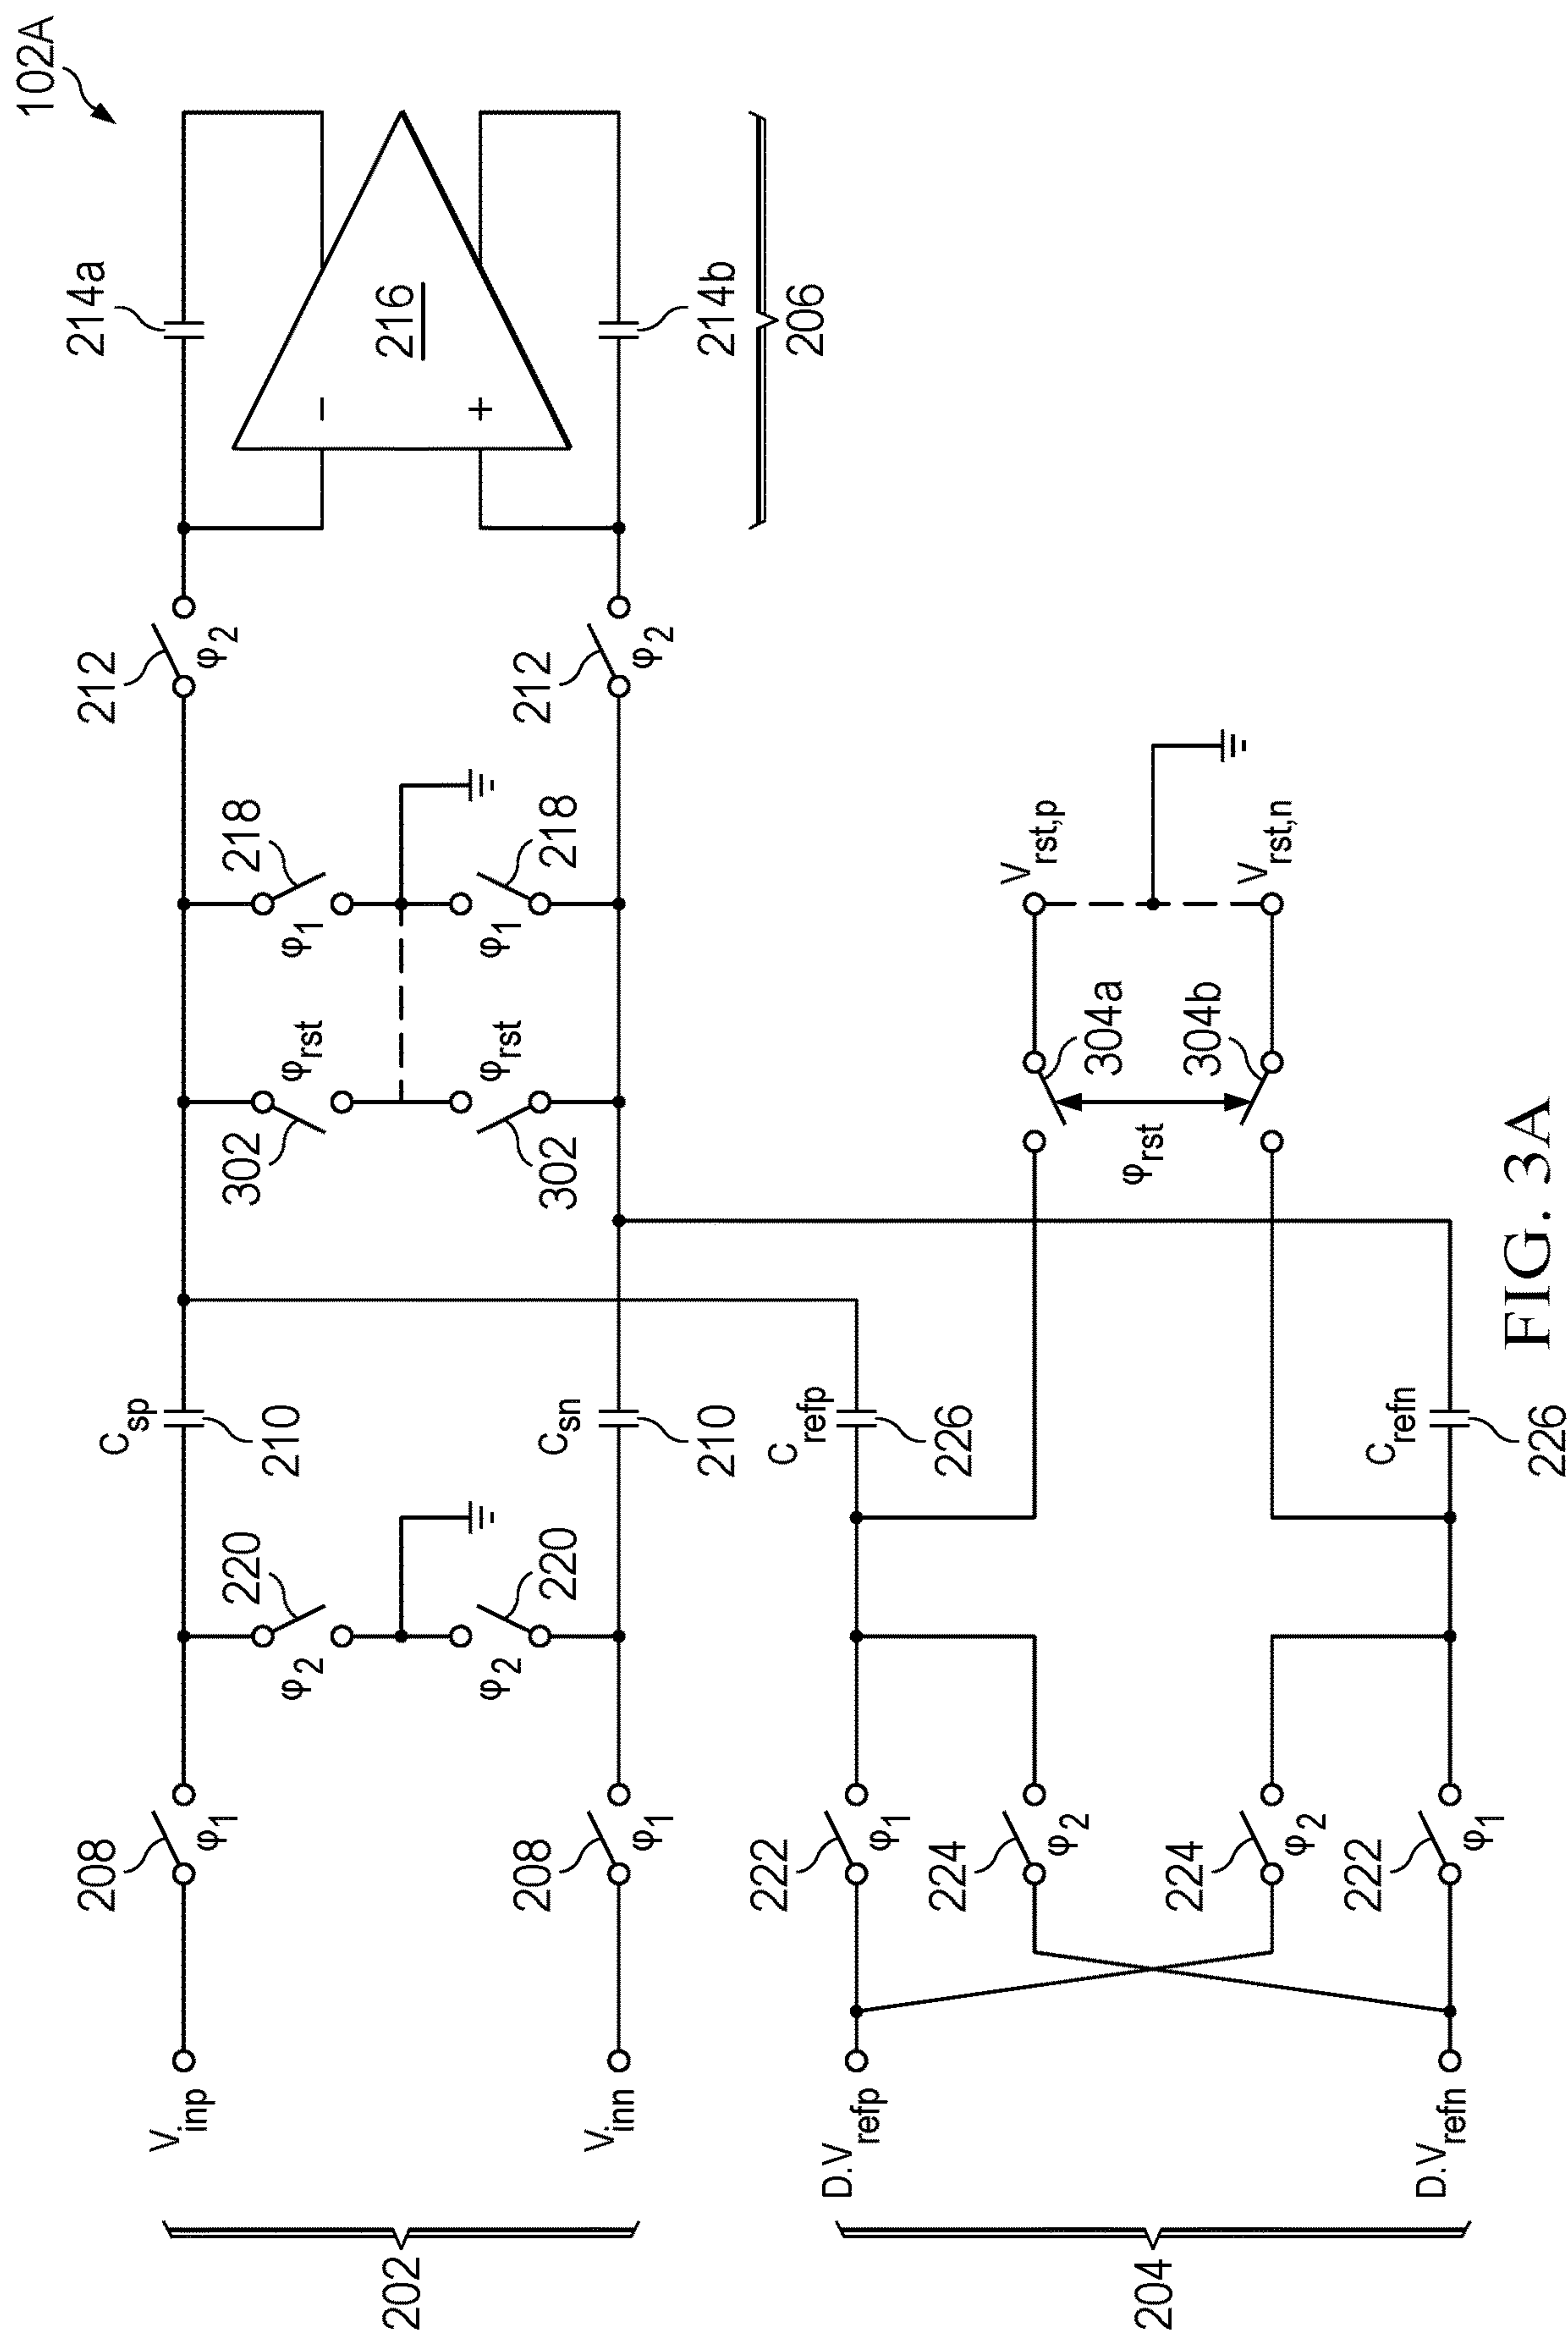 102A
214a
216
−
+
214b
206
212
φ2
212
φ2
218
φ1
218
φ1
302
φrst
302
φrst
Csp
210
Csn
210
220
φ2
220
φ2
208
φ1
208
φ1
Vinp
Vinn
202
Vrst,p
Vrst,n
304a
304b
φrst
Crefp
226
Crefn
226
222
φ1
224
φ2
224
φ2
222
φ1
D.Vrefp
D.Vrefn
204
FIG. 3A